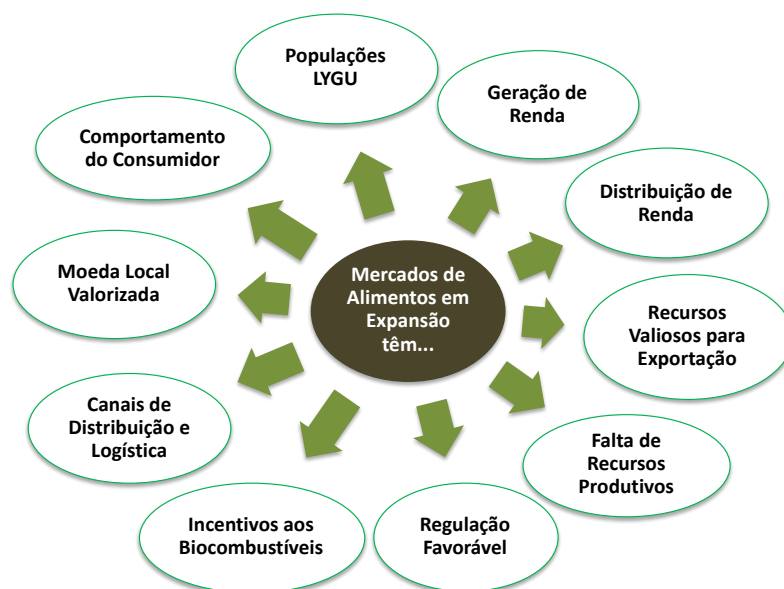 Populações
LYGU
Geração de
Renda
Distribuição de
Renda
Recursos
Valiosos para
Exportação
Falta de
Recursos
Produtivos
Regulação
Favorável
Incentivos aos
Biocombustíveis
Canais de
Distribuição e
Logística
Moeda Local
Valorizada
Comportamento
do Consumidor
Mercados de
Alimentos em
Expansão
têm...